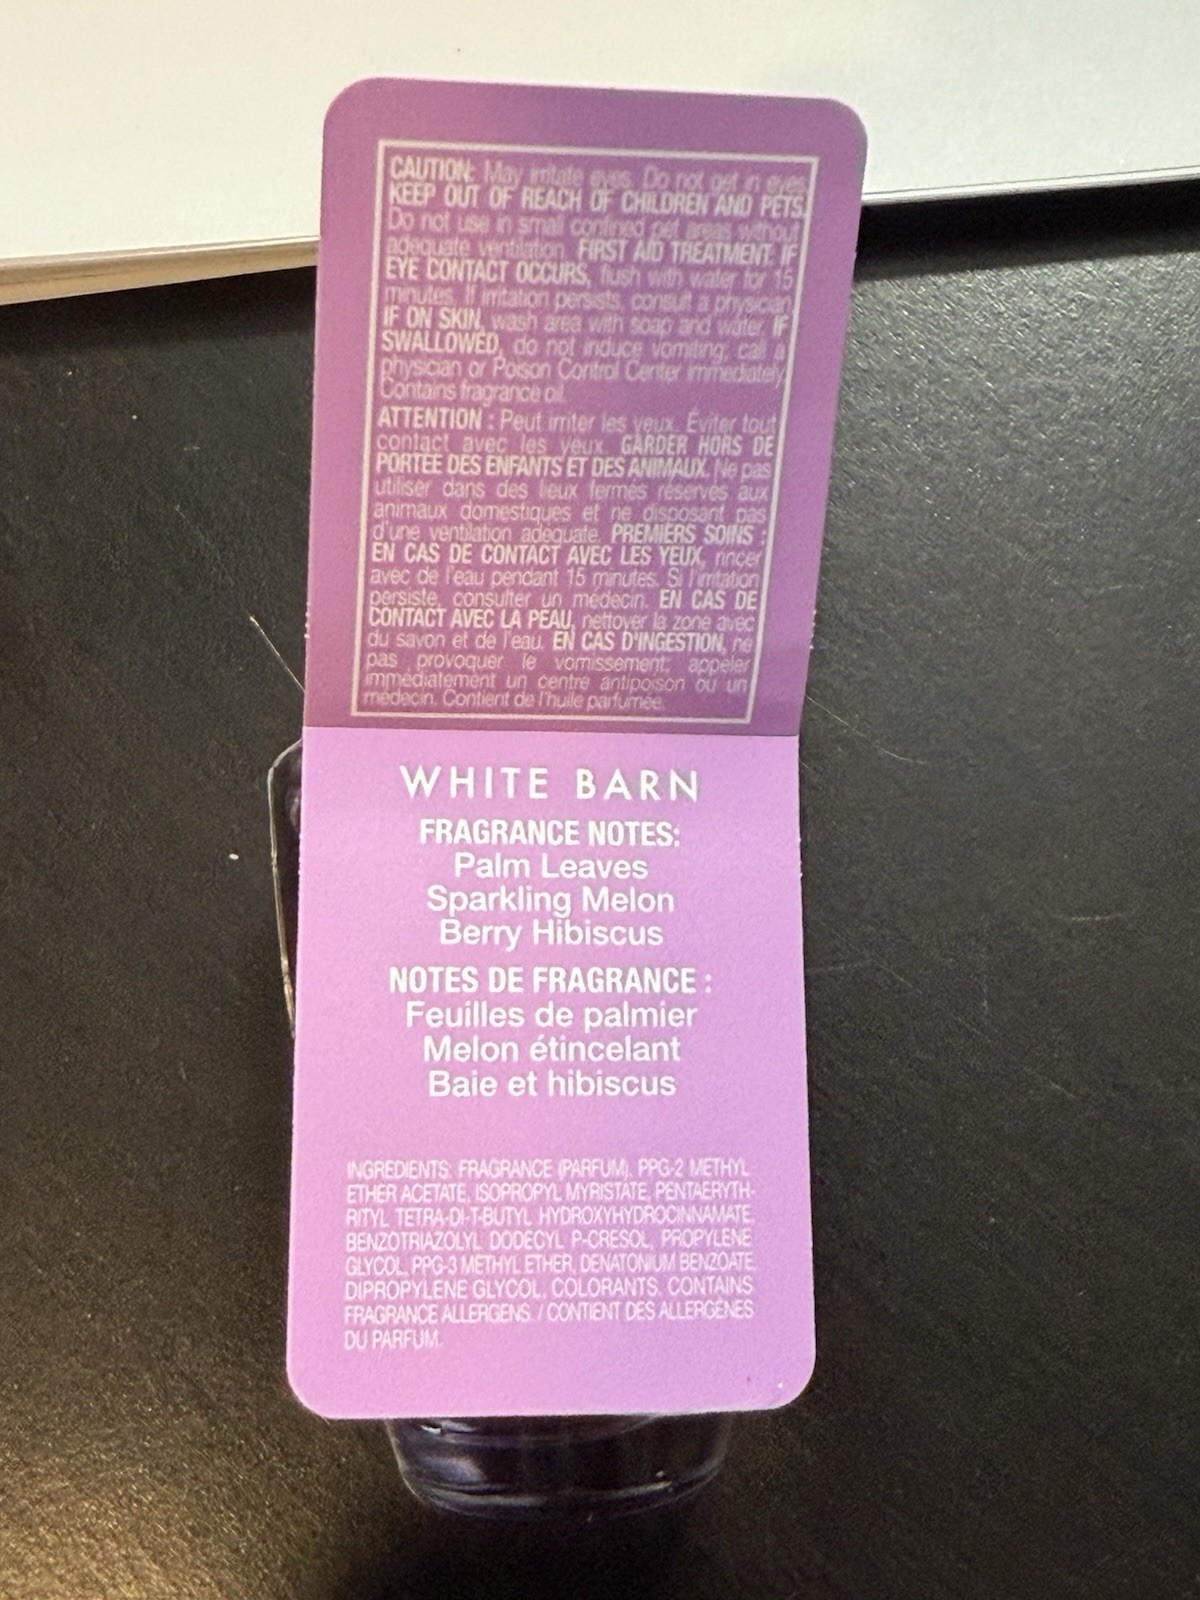 CAUTION: May irritate eyes. Do not get in eyes.
KEEP OUT OF REACH OF CHILDREN AND PETS.
Do not use in small confined pet areas without
adequate ventilation. FIRST AID TREATMENT. IF
EYE CONTACT OCCURS, flush with water for 15
minutes. If irritation persists, consult a physician.
IF ON SKIN, wash area with soap and water. IF
SWALLOWED, do not induce vomiting; call a
physician or Poison Control Center immediately.
Contains fragrance oil.
ATTENTION : Peut irriter les yeux. Éviter tout
contact avec les yeux. GARDER HORS DE
PORTÉE DES ENFANTS ET DES ANIMAUX. Ne pas
utiliser dans des lieux fermés réservés aux
animaux domestiques et ne disposant pas
d'une ventilation adéquate. PREMIERS SOINS :
EN CAS DE CONTACT AVEC LES YEUX, rincer
avec de l'eau pendant 15 minutes. Si l'irritation
persiste, consulter un médecin. EN CAS DE
CONTACT AVEC LA PEAU, nettoyer la zone avec
du savon et de l'eau. EN CAS D'INGESTION, ne
pas provoquer le vomissement; appeler
immédiatement un centre antipoison ou un
médecin. Contient de l'huile parfumée.
WHITE BARN
FRAGRANCE NOTES:
Palm Leaves
Sparkling Melon
Berry Hibiscus
NOTES DE FRAGRANCE :
Feuilles de palmier
Melon étincelant
Baie et hibiscus
INGREDIENTS: FRAGRANCE (PARFUM), PPG-2 METHYL
ETHER ACETATE, ISOPROPYL MYRISTATE, PENTAERYTH-
RITYL TETRA-DI-T-BUTYL HYDROXYHYDROCINNAMATE,
BENZOTRIAZOLYL DODECYL P-CRESOL, PROPYLENE
GLYCOL, PPG-3 METHYL ETHER, DENATONIUM BENZOATE,
DIPROPYLENE GLYCOL, COLORANTS. CONTAINS
FRAGRANCE ALLERGENS. / CONTIENT DES ALLERGÈNES
DU PARFUM.